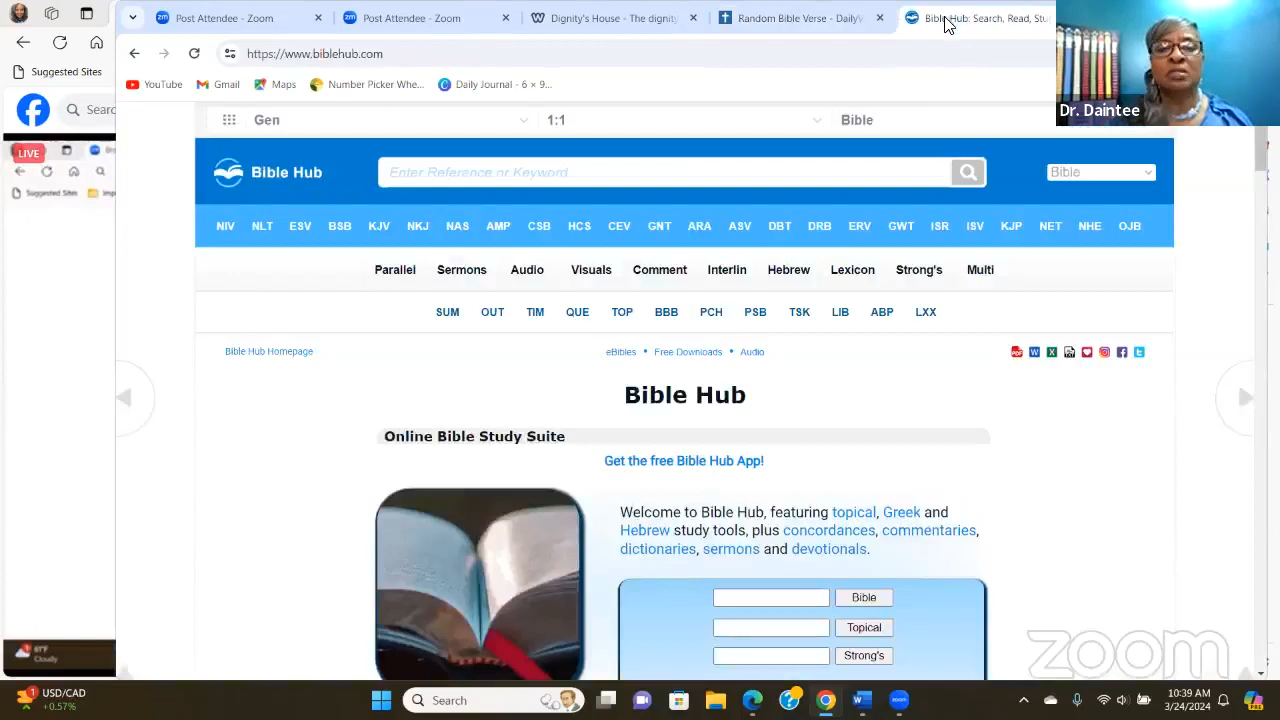 Post Attendee - Zoom
Post Attendee - Zoom
Dignity's House - The dignity
Random Bible Verse - DailyV
Bible Hub: Search, Read, Stu
https://www.biblehub.com
Suggested Sites
YouTube
Gmail
Maps
Number Picker Whe...
Daily Journal - 6 × 9...
Dr. Daintee
Searc
Gen
1:1
Bible
LIVE
Suggested Sites
Bible Hub
Enter Reference or Keyword
Bible
NIV NLT ESV BSB KJV NKJ NAS AMP CSB HCS CEV GNT ARA ASV DBT DRB ERV GWT ISR ISV KJP NET NHE OJB
Parallel Sermons Audio Visuals Comment Interlin Hebrew Lexicon Strong's Multi
SUM OUT TIM QUE TOP BBB PCH PSB TSK LIB ABP LXX
Bible Hub Homepage
eBibles • Free Downloads • Audio
Bible Hub
Online Bible Study Suite
Get the free Bible Hub App!
Welcome to Bible Hub, featuring topical, Greek and
Hebrew study tools, plus concordances, commentaries,
dictionaries, sermons and devotionals.
Bible
Topical
Strong's
61°F
Cloudy
zoom
USD/CAD
+0.57%
Search
10:39 AM
3/24/2024